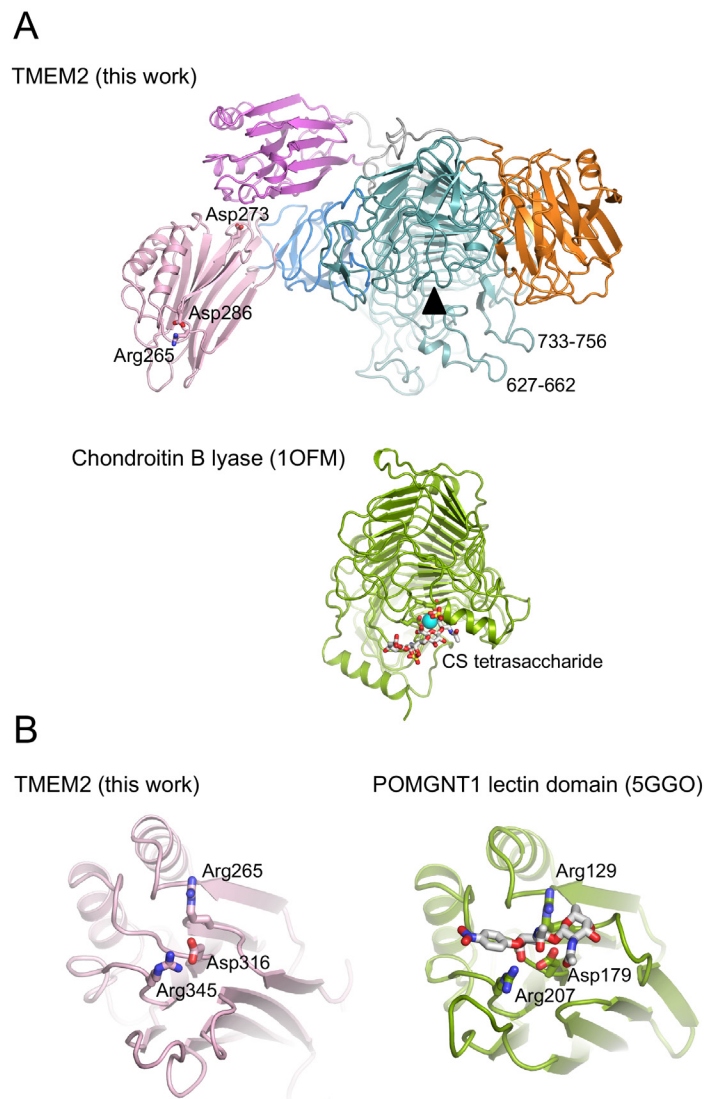 A
TMEM2 (this work)
Asp273
Asp286
Arg265
733-756
627-662
Chondroitin B lyase (1OFM)
CS tetrasaccharide
B
TMEM2 (this work)
POMGNT1 lectin domain (5GGO)
Arg265
Arg129
Asp316
Arg345
Asp179
Arg207